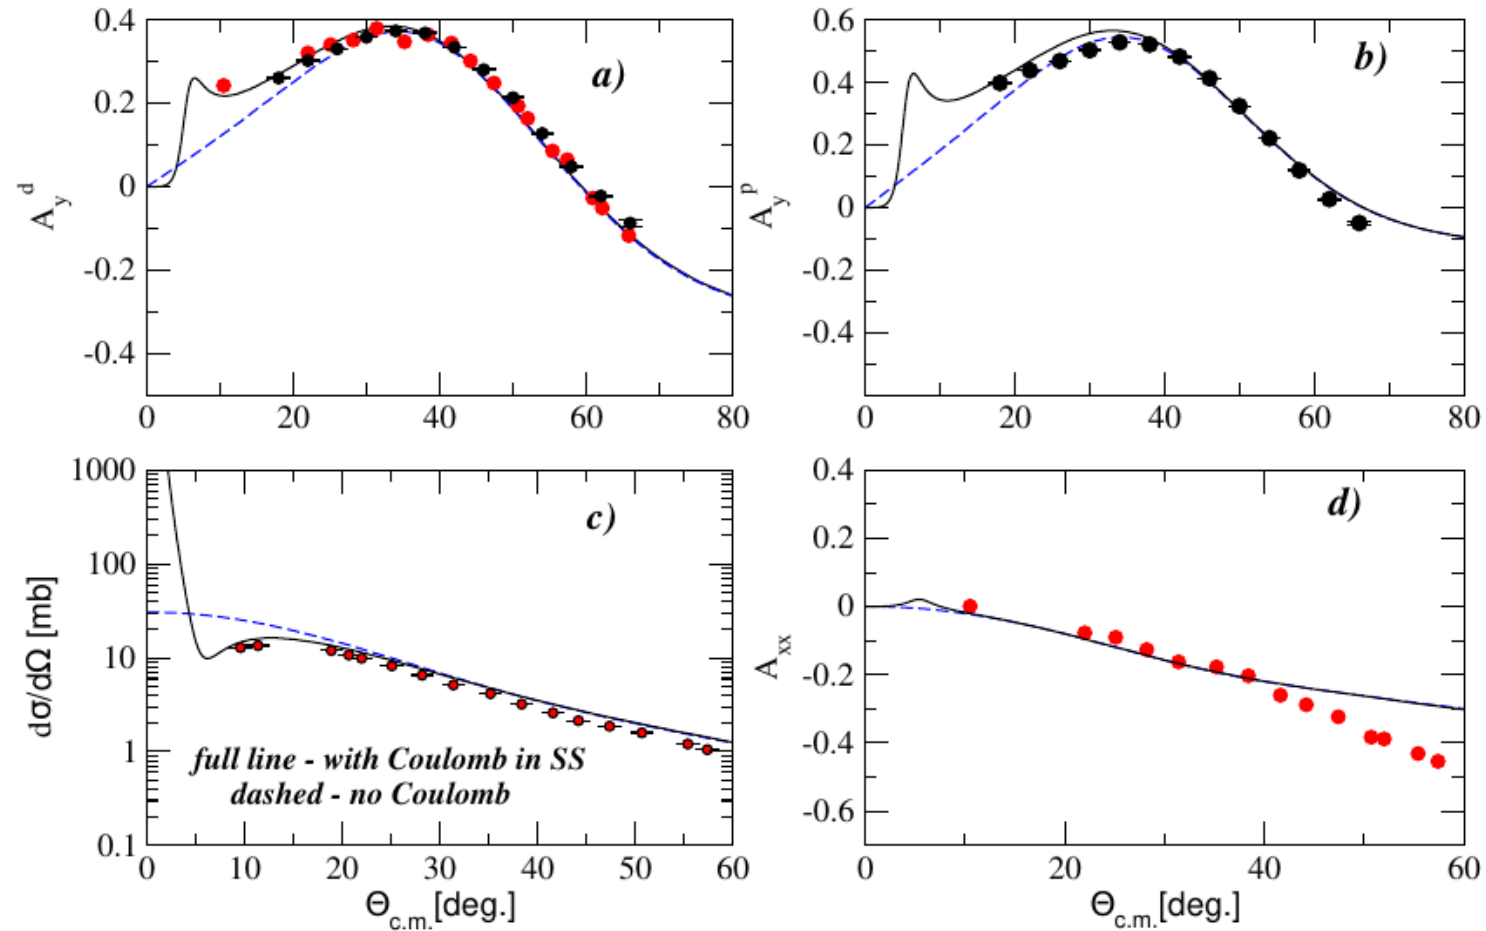 0.4
0.2
0
-0.2
-0.4
A_y^d
a)
0 20 40 60 80
0.6
0.4
0.2
0
-0.2
-0.4
A_y^p
b)
0 20 40 60 80
1000
100
10
1
0.1
dσ/dΩ [mb]
c)
full line - with Coulomb in SS
dashed - no Coulomb
0 10 20 30 40 50 60
Θ_c.m. [deg.]
0.4
0.2
0
-0.2
-0.4
-0.6
A_xx
d)
0 20 40 60
Θ_c.m. [deg.]